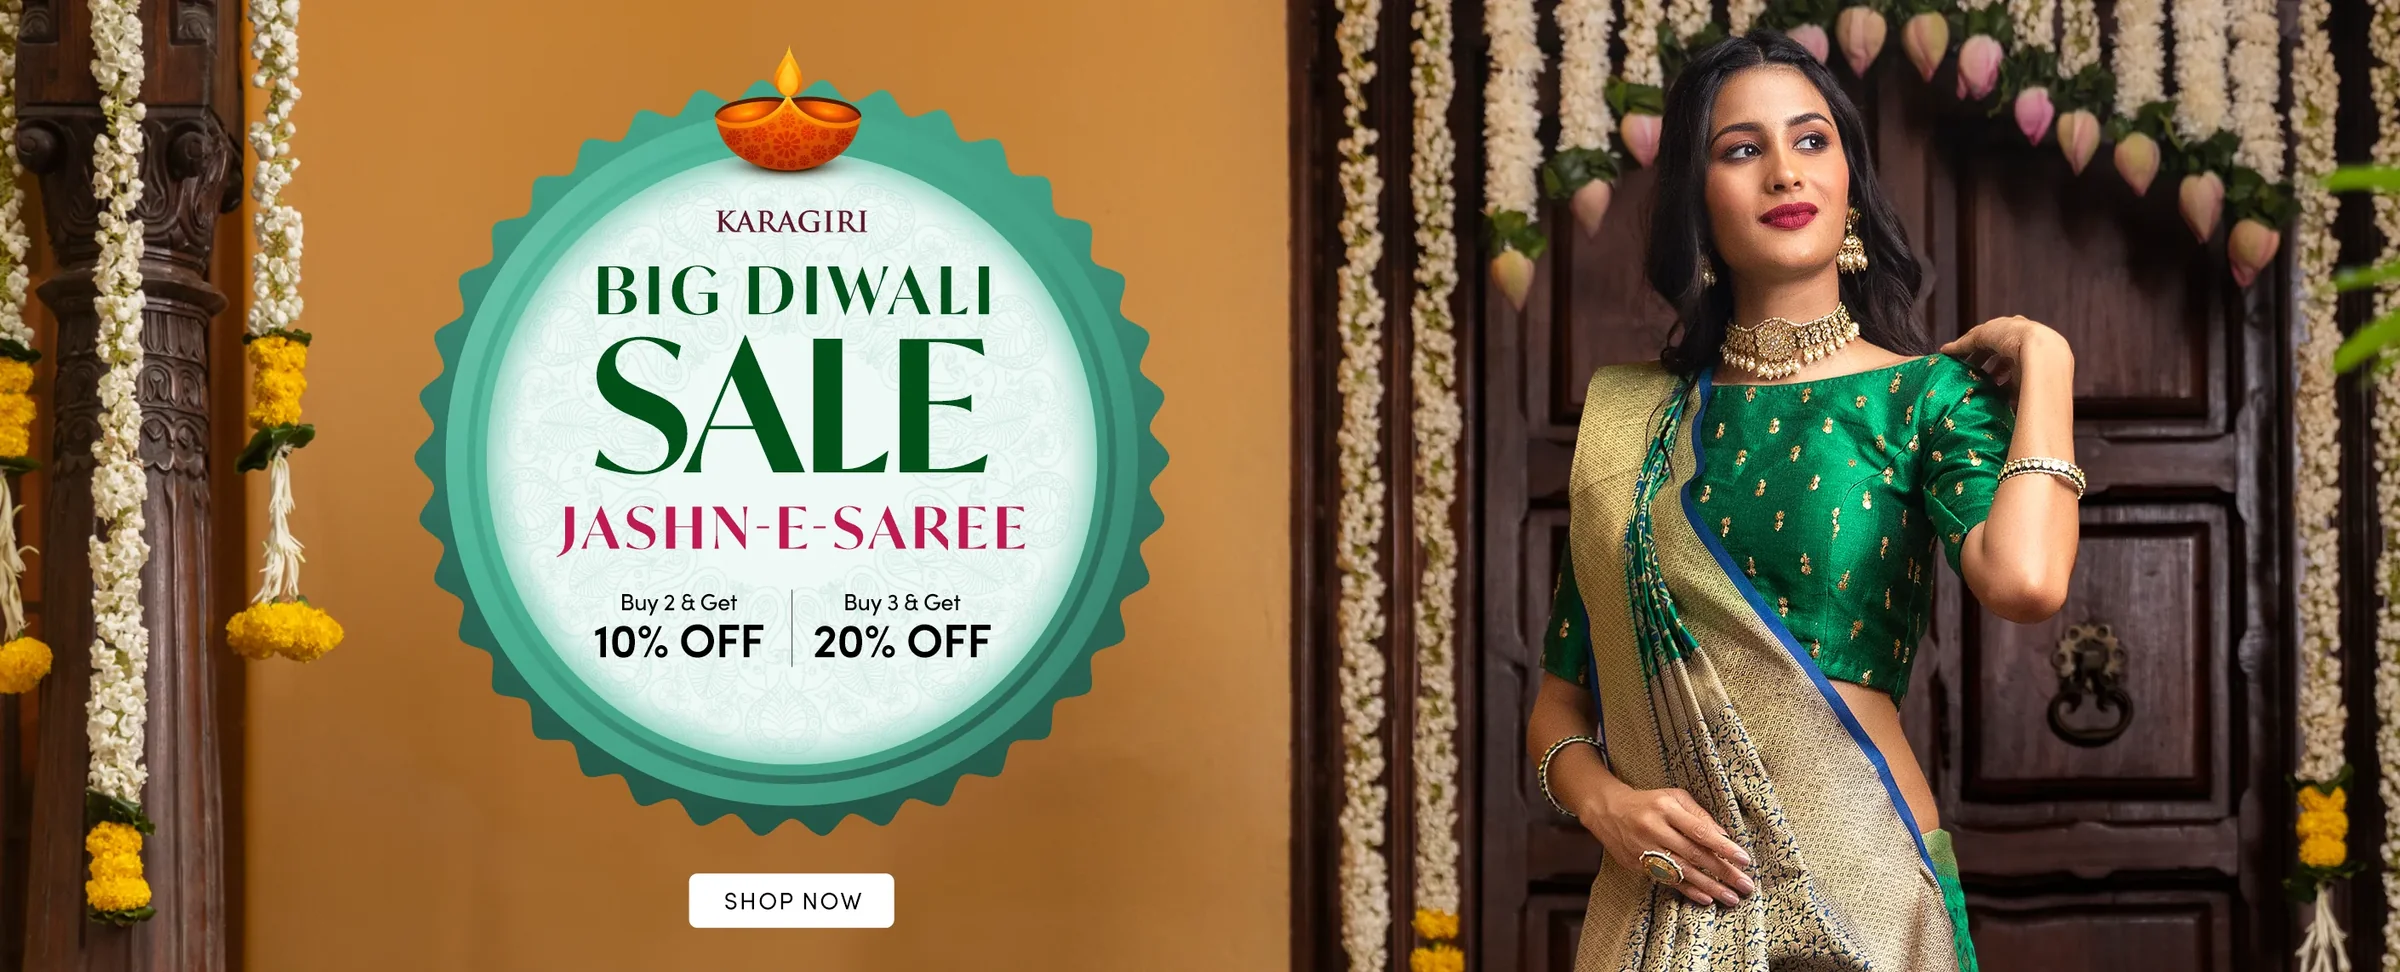 KARAGIRI
BIG DIWALI
SALE
JASHN-E-SAREE
Buy 2 & Get
10% OFF
Buy 3 & Get
20% OFF
SHOP NOW